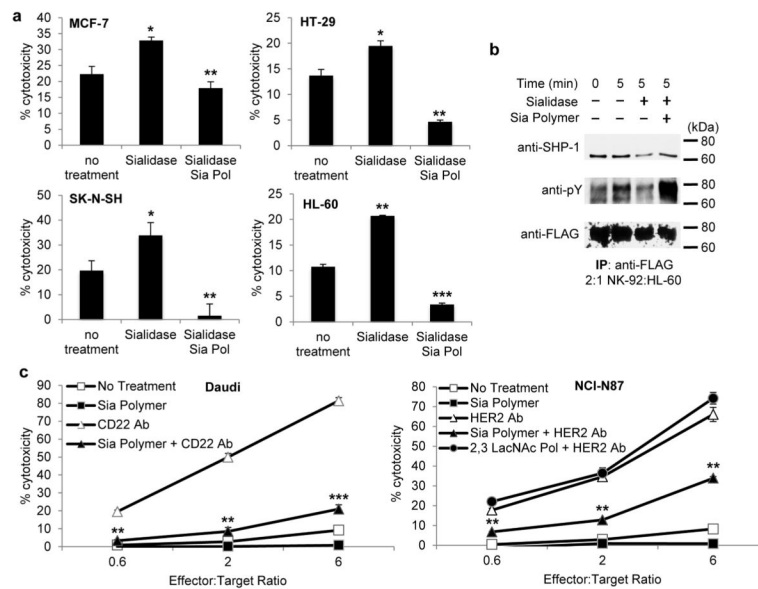 a
MCF-7
% cytotoxicity
40
35
30
25
20
15
10
5
0
*
**
no treatment
Sialidase
Sialidase Sia Pol
HT-29
% cytotoxicity
25
20
15
10
5
0
*
**
no treatment
Sialidase
Sialidase Sia Pol
SK-N-SH
% cytotoxicity
40
30
20
10
0
*
**
no treatment
Sialidase
Sialidase Sia Pol
HL-60
% cytotoxicity
25
20
15
10
5
0
**
***
no treatment
Sialidase
Sialidase Sia Pol
b
Time (min) 0 5 5 5
Sialidase – – + +
Sia Polymer – – – +
(kDa)
anti-SHP-1
80
60
anti-pY
80
60
anti-FLAG
80
60
IP: anti-FLAG
2:1 NK-92:HL-60
c
Daudi
% cytotoxicity
90
80
70
60
50
40
30
20
10
0
No Treatment
Sia Polymer
CD22 Ab
Sia Polymer + CD22 Ab
**
**
***
0.6
2
6
Effector:Target Ratio
NCI-N87
% cytotoxicity
80
70
60
50
40
30
20
10
0
No Treatment
Sia Polymer
HER2 Ab
Sia Polymer + HER2 Ab
2,3 LacNAc Pol + HER2 Ab
**
**
**
0.6
2
6
Effector:Target Ratio